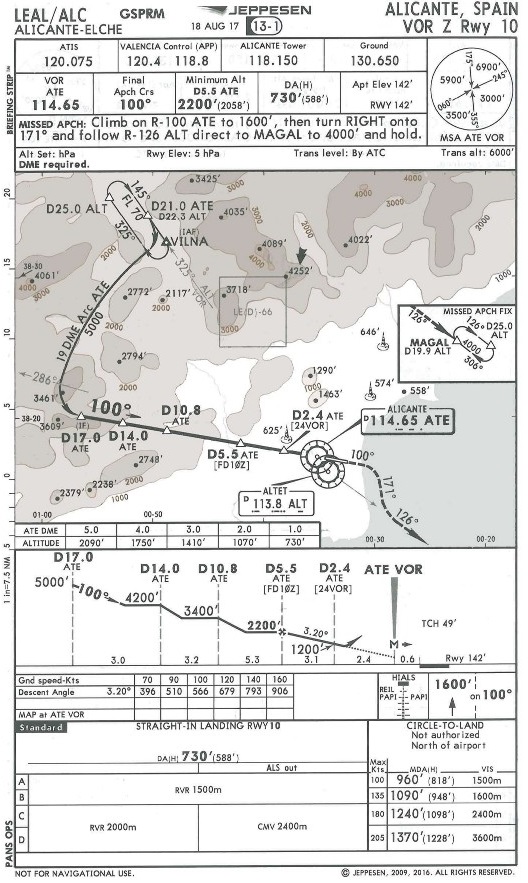 LEAL/ALC GSPRM JEPPESEN ALICANTE, SPAIN
ALICANTE-ELCHE 18 AUG 17 13-1 VOR Z Rwy 10
BRIEFING STRIP TM
ATIS VALENCIA Control (APP) ALICANTE Tower Ground
120.075 120.4 118.8 118.150 130.650
VOR Final Minimum Alt DA(H) Apt Elev 142'
ATE Apch Crs D5.5 ATE
114.65 100° 2200'(2058') 730'(588') RWY 142'
MISSED APCH: Climb on R-100 ATE to 1600', then turn RIGHT onto
171° and follow R-126 ALT direct to MAGAL to 4000' and hold.
Alt Set: hPa Rwy Elev: 5 hPa Trans level: By ATC Trans alt: 6000'
DME required.
175° 6900'
5900' 245°
060° 3000'
3500' 355°
MSA ATE VOR
20
15
10
5
0
5
145°
FL 70
325°
D25.0 ALT
D21.0 ATE
D22.3 ALT
(IAF)
VILNA
325° ALT VOR
3425'
3000
4035'
4089'
4000
4252'
4022'
3000
2000
38-30
4061'
4000
3000
2000
2772'
2117'
3718'
3000
LE(D)-66
2000
1000
19 DME Arc ATE
5000
2794'
2000
286°
3461'
3609'
38-20
646'
1290'
1463'
574'
558'
625'
MISSED APCH FIX
126° 126° D25.0 ALT
MAGAL 4000
D19.9 ALT 306°
100°
(IF)
D17.0 ATE
D14.0 ATE
D10.8 ATE
D5.5 ATE
[FD10Z]
D2.4 ATE
[24VOR]
ALICANTE
D 114.65 ATE
ALTET
D 113.8 ALT
100°
171°
126°
2748'
2238'
2379'
1000
01-00 00-50 00-30 00-20
ATE DME 5.0 4.0 3.0 2.0 1.0
ALTITUDE 2090' 1750' 1410' 1070' 730'
1 in=7.5 NM
D17.0 ATE D14.0 ATE D10.8 ATE D5.5 ATE [FD10Z] D2.4 ATE [24VOR] ATE VOR
5000' 100° 4200' 3400' 2200' 3.20° 1200' M TCH 49'
3.0 3.2 5.3 3.1 2.4 0.6 Rwy 142'
Gnd speed-Kts 70 90 100 120 140 160
Descent Angle 3.20° 396 510 566 679 793 906
MAP at ATE VOR
HIALS
REIL
PAPI PAPI
1600' on 100°
Standard STRAIGHT-IN LANDING RWY10 CIRCLE-TO-LAND
Not authorized
North of airport
DA(H) 730'(588')
ALS out
Max Kts MDA(H) VIS
A RVR 1500m 100 960' (818') 1500m
B 135 1090' (948') 1600m
C RVR 2000m CMV 2400m 180 1240'(1098') 2400m
D 205 1370'(1228') 3600m
PANS OPS
NOT FOR NAVIGATIONAL USE. © JEPPESEN, 2009, 2016. ALL RIGHTS RESERVED.